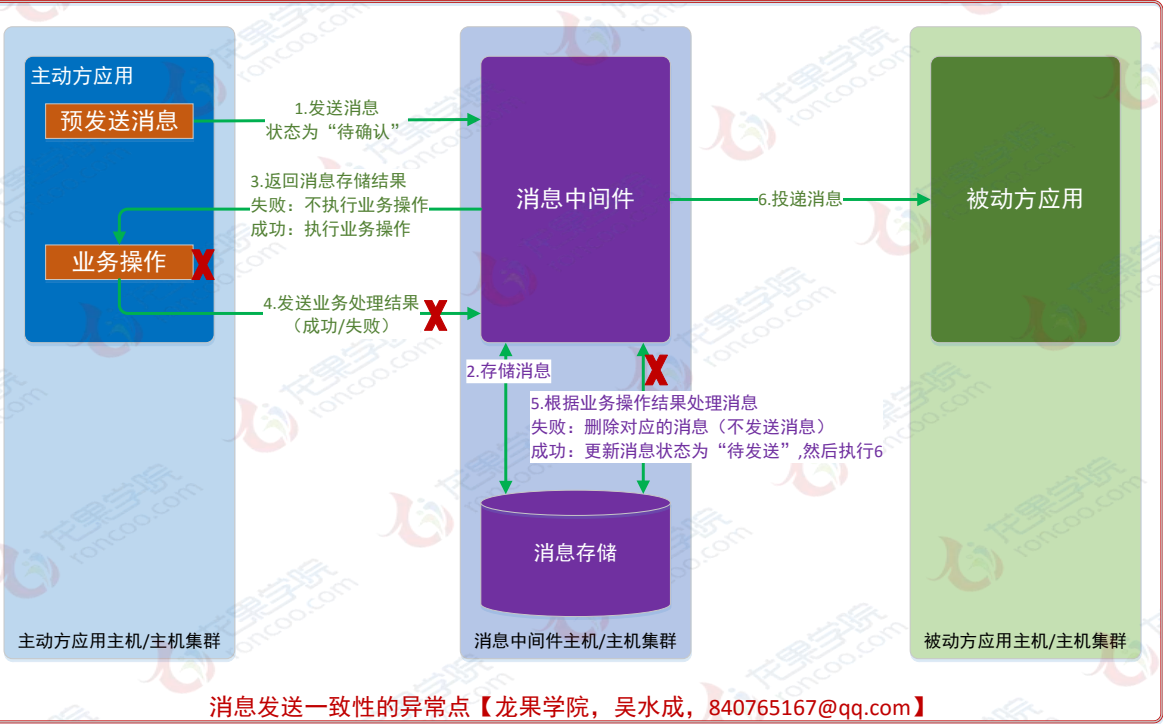 主动方应用
预发送消息
1.发送消息
状态为“待确认”
3.返回消息存储结果
失败：不执行业务操作
成功：执行业务操作
业务操作
4.发送业务处理结果
（成功/失败）
消息中间件
6.投递消息
被动方应用
2.存储消息
5.根据业务操作结果处理消息
失败：删除对应的消息（不发送消息）
成功：更新消息状态为“待发送”,然后执行6
消息存储
主动方应用主机/主机集群
消息中间件主机/主机集群
被动方应用主机/主机集群
消息发送一致性的异常点【龙果学院，吴水成，840765167@qq.com】
龙果学院
roncoo.com